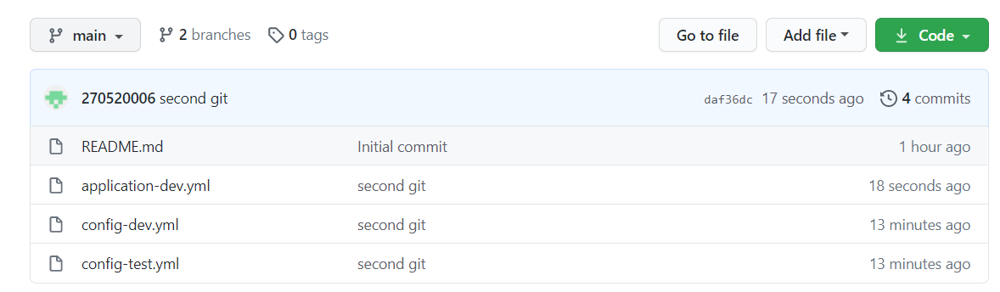 main 2 branches 0 tags Go to file Add file Code
270520006 second git daf36dc 17 seconds ago 4 commits
README.md Initial commit 1 hour ago
application-dev.yml second git 18 seconds ago
config-dev.yml second git 13 minutes ago
config-test.yml second git 13 minutes ago